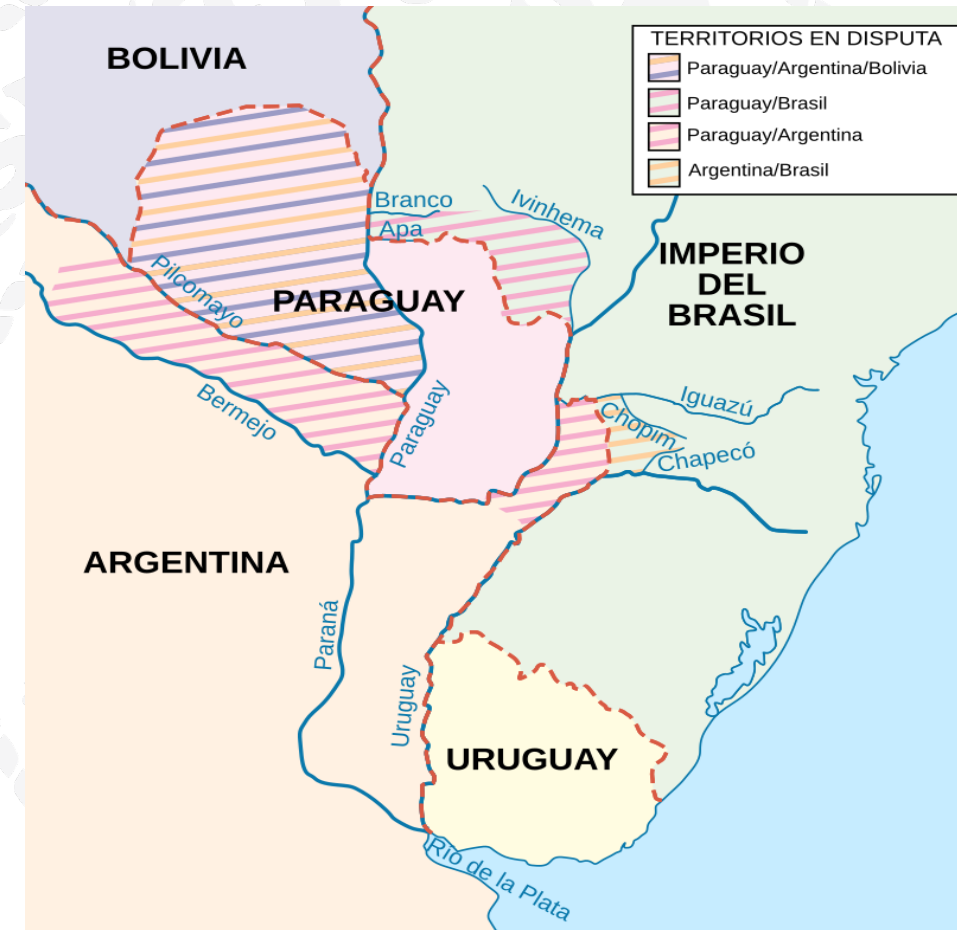 TERRITORIOS EN DISPUTA
Paraguay/Argentina/Bolivia
Paraguay/Brasil
Paraguay/Argentina
Argentina/Brasil
BOLIVIA
Branco
Apa
Ivinhema
IMPERIO
DEL
BRASIL
Pilcomayo
PARAGUAY
Bermejo
Paraguay
Iguazú
Chopim
Chapecó
ARGENTINA
Paraná
Uruguay
URUGUAY
Río de la Plata